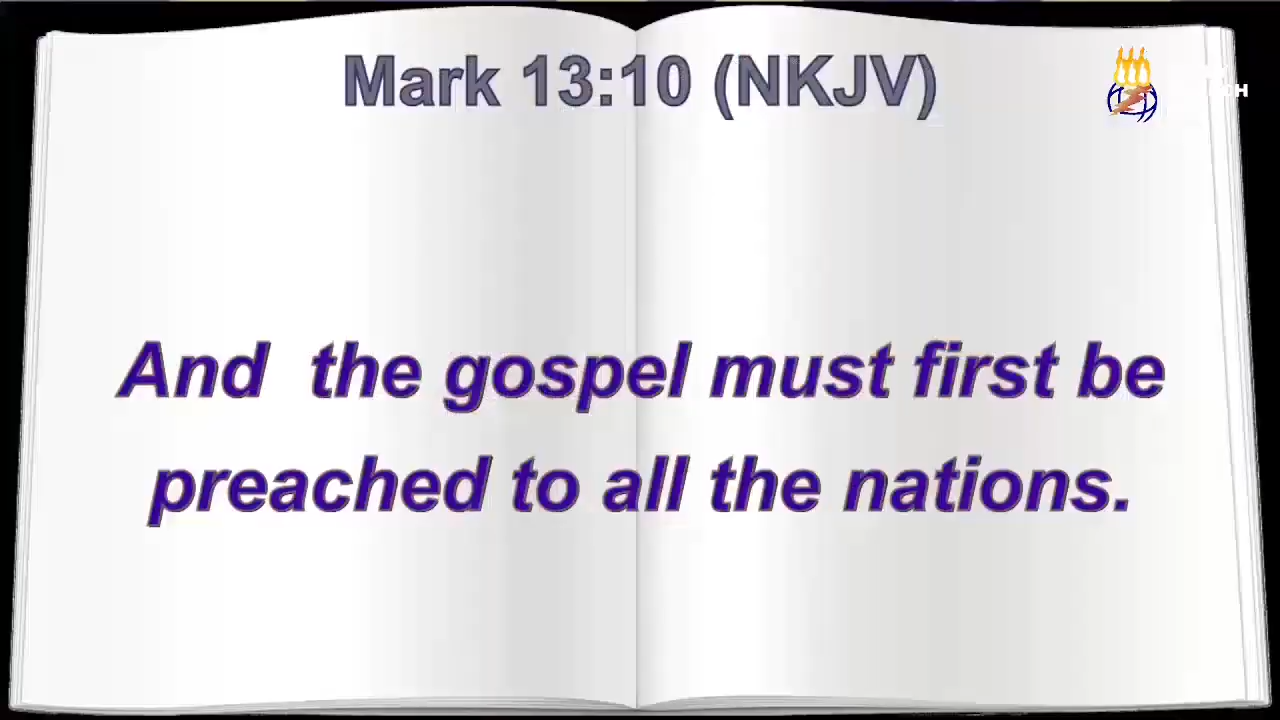 Mark 13:10 (NKJV)
And the gospel must first be
preached to all the nations.